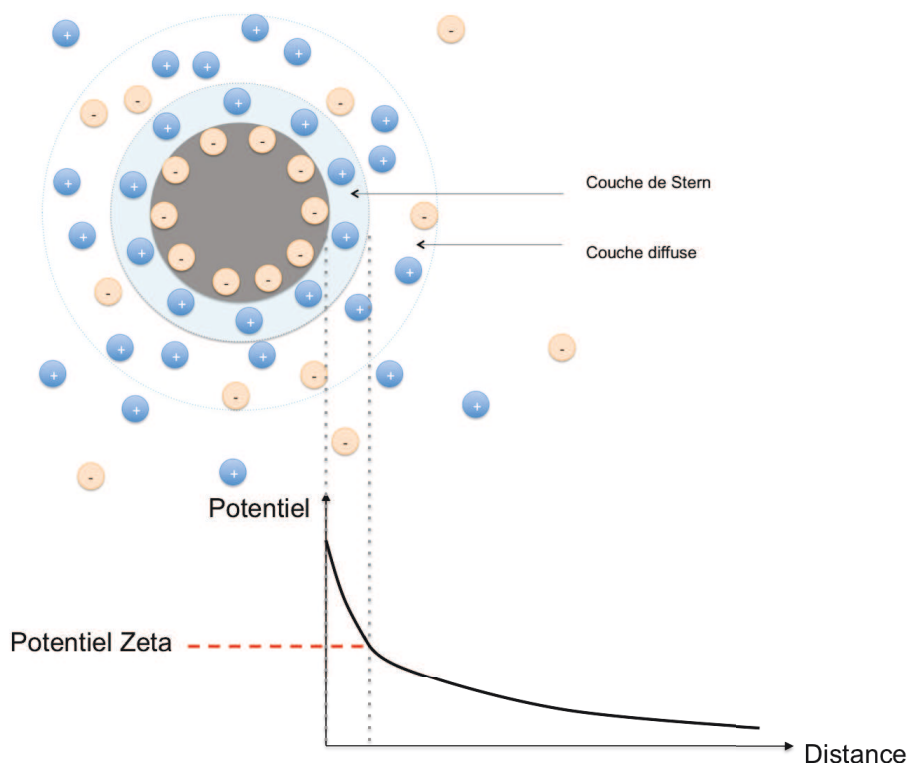 Couche de Stern
Couche diffuse
Potentiel
Potentiel Zeta
Distance